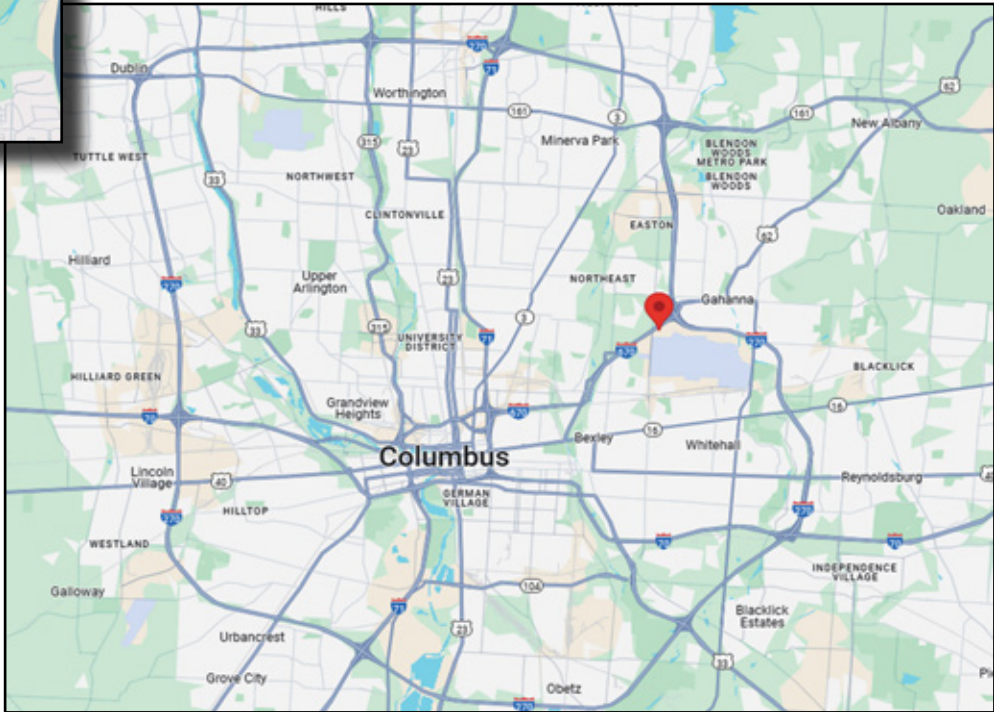 HILLS
270
71
Dublin
Worthington
161
3
161
62
New Albany
315
23
Minerva Park
TUTTLE WEST
BLENDON
WOODS
METRO PARK
BLENDON
WOODS
33
NORTHWEST
CLINTONVILLE
EASTON
Oakland
62
Hilliard
270
Upper
Arlington
23
NORTHEAST
Gahanna
33
315
UNIVERSITY
DISTRICT
71
3
670
270
HILLIARD GREEN
BLACKLICK
70
Grandview
Heights
670
16
16
Bexley
Whitehall
Columbus
Lincoln
Village
40
Reynoldsburg
GERMAN
VILLAGE
270
HILLTOP
270
WESTLAND
70
70
INDEPENDENCE
VILLAGE
Galloway
104
71
Blacklick
Estates
Urbancrest
23
33
Grove City
Obetz
270